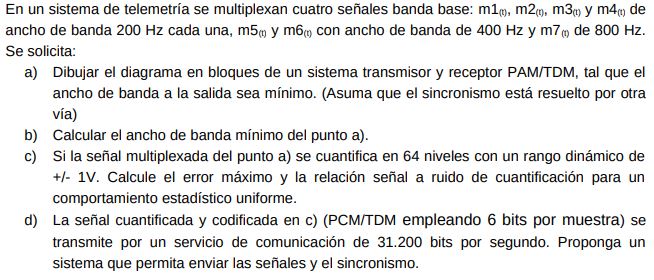 En un sistema de telemetría se multiplexan cuatro señales banda base: m1(t), m2(t), m3(t) y m4(t) de
ancho de banda 200 Hz cada una, m5(t) y m6(t) con ancho de banda de 400 Hz y m7(t) de 800 Hz.
Se solicita:
a) Dibujar el diagrama en bloques de un sistema transmisor y receptor PAM/TDM, tal que el
ancho de banda a la salida sea mínimo. (Asuma que el sincronismo está resuelto por otra
vía)
b) Calcular el ancho de banda mínimo del punto a).
c) Si la señal multiplexada del punto a) se cuantifica en 64 niveles con un rango dinámico de
+/- 1V. Calcule el error máximo y la relación señal a ruido de cuantificación para un
comportamiento estadístico uniforme.
d) La señal cuantificada y codificada en c) (PCM/TDM empleando 6 bits por muestra) se
transmite por un servicio de comunicación de 31.200 bits por segundo. Proponga un
sistema que permita enviar las señales y el sincronismo.